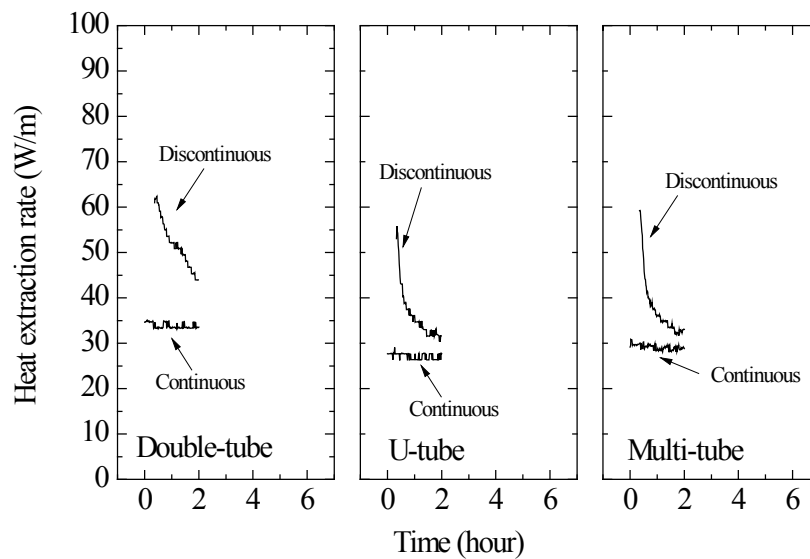 100
90
80
70
60
50
40
30
20
10
0
Heat extraction rate (W/m)
Discontinuous
Continuous
Double-tube
0 2 4 6
Discontinuous
Continuous
U-tube
0 2 4 6
Discontinuous
Continuous
Multi-tube
0 2 4 6
Time (hour)